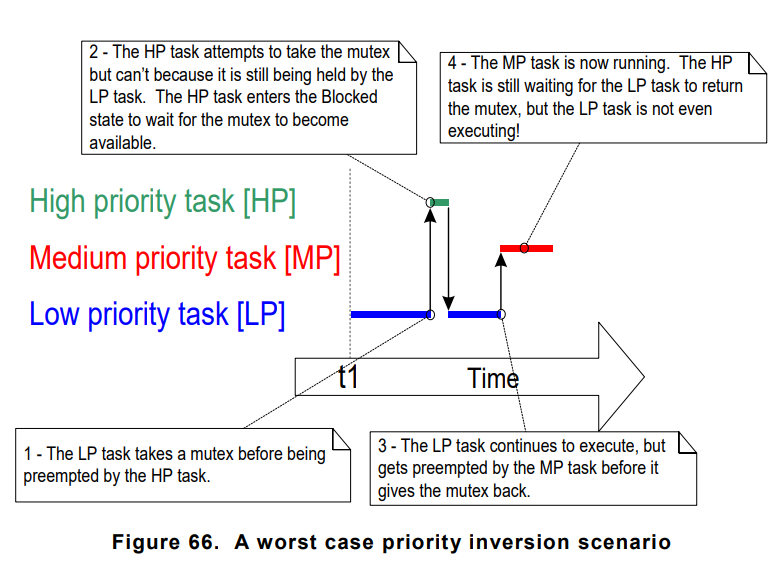 2 - The HP task attempts to take the mutex
but can't because it is still being held by the
LP task.  The HP task enters the Blocked
state to wait for the mutex to become
available.
4 - The MP task is now running.  The HP
task is still waiting for the LP task to return
the mutex, but the LP task is not even
executing!
High priority task [HP]
Medium priority task [MP]
Low priority task [LP]
t1
Time
1 - The LP task takes a mutex before being
preempted by the HP task.
3 - The LP task continues to execute, but
gets preempted by the MP task before it
gives the mutex back.
Figure 66.  A worst case priority inversion scenario